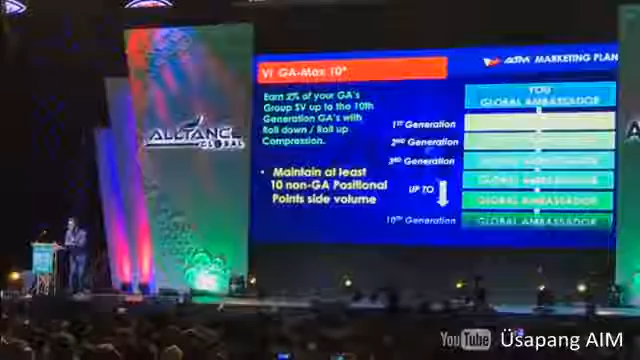 VI GA-Max 10*
AIM MARKETING PLAN
Earn 2% of your GA's
Group SV up to the 10th
Generation GA's with
Roll down / Roll up
Compression.
• Maintain at least
10 non-GA Positional
Points side volume
YOU
GLOBAL AMBASSADOR
1ST Generation
2ND Generation
3RD Generation
GLOBAL AMBASSADOR
UP TO
GLOBAL AMBASSADOR
GLOBAL AMBASSADOR
10TH Generation
GLOBAL AMBASSADOR
ALLIANCE
GLOBAL
A
YouTube Üsapang AIM